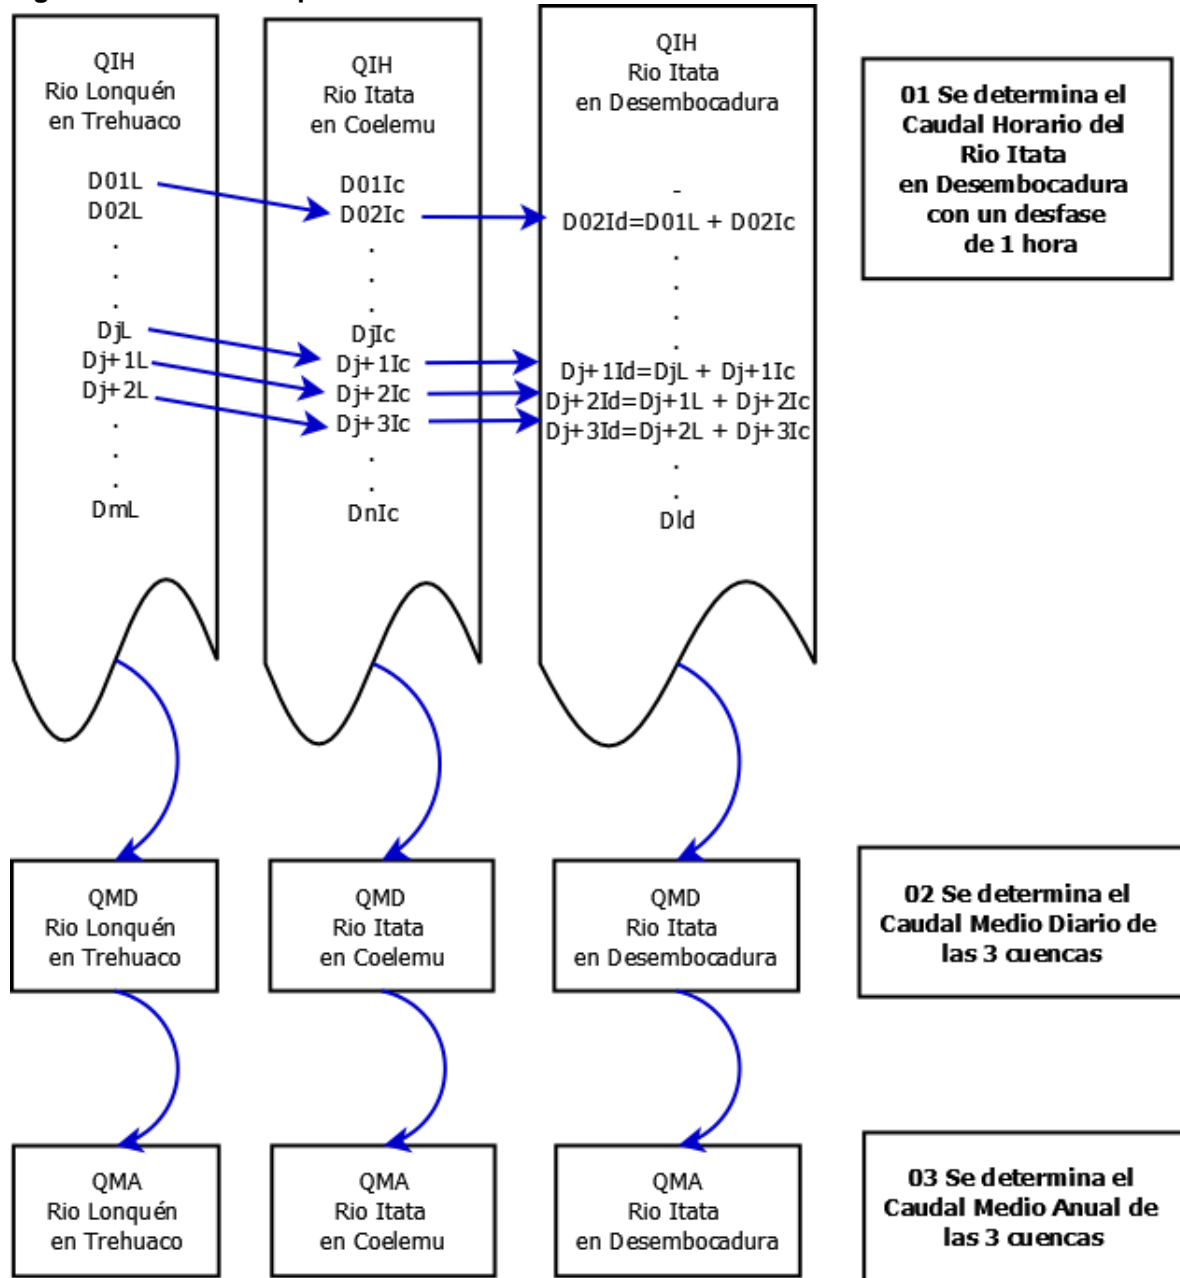 QIH
Rio Lonquén
en Trehuaco
D01L
D02L
.
.
.
DjL
Dj+1L
Dj+2L
.
.
.
DmL
QIH
Rio Itata
en Coelemu
D01Ic
D02Ic
.
.
.
DjIc
Dj+1Ic
Dj+2Ic
Dj+3Ic
.
.
DnIc
QIH
Rio Itata
en Desembocadura
-
D02Id=D01L + D02Ic
.
.
.
.
Dj+1Id=DjL + Dj+1Ic
Dj+2Id=Dj+1L + Dj+2Ic
Dj+3Id=Dj+2L + Dj+3Ic
.
.
Dld
01 Se determina el
Caudal Horario del
Rio Itata
en Desembocadura
con un desfase
de 1 hora
QMD
Rio Lonquén
en Trehuaco
QMD
Rio Itata
en Coelemu
QMD
Rio Itata
en Desembocadura
02 Se determina el
Caudal Medio Diario de
las 3 cuencas
QMA
Rio Lonquén
en Trehuaco
QMA
Rio Itata
en Coelemu
QMA
Rio Itata
en Desembocadura
03 Se determina el
Caudal Medio Anual de
las 3 cuencas